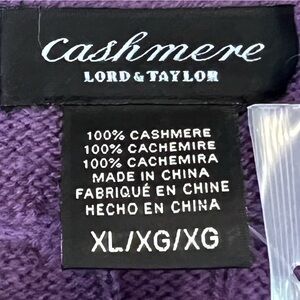 Cashmere
LORD & TAYLOR
100% CASHMERE
100% CACHEMIRE
100% CACHEMIRA
MADE IN CHINA
FABRIQUÉ EN CHINE
HECHO EN CHINA
XL/XG/XG